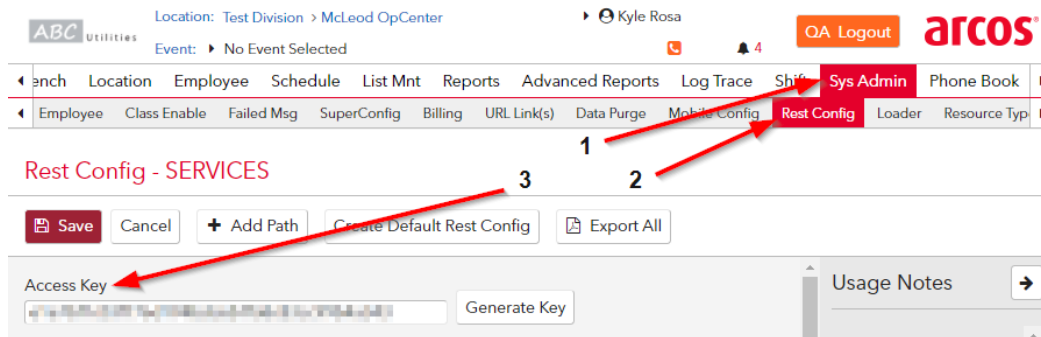 Location: Test Division > McLeod OpCenter
Kyle Rosa
ABC Utilities
QA Logout
arcos
Event: No Event Selected
4
ench Location Employee Schedule List Mnt Reports Advanced Reports Log Trace Shift Sys Admin Phone Book
Employee Class Enable Failed Msg SuperConfig Billing URL Link(s) Data Purge Mobile Config Rest Config Loader Resource Typ
1
2
3
Rest Config - SERVICES
Save Cancel + Add Path Create Default Rest Config Export All
Access Key
Usage Notes
Generate Key